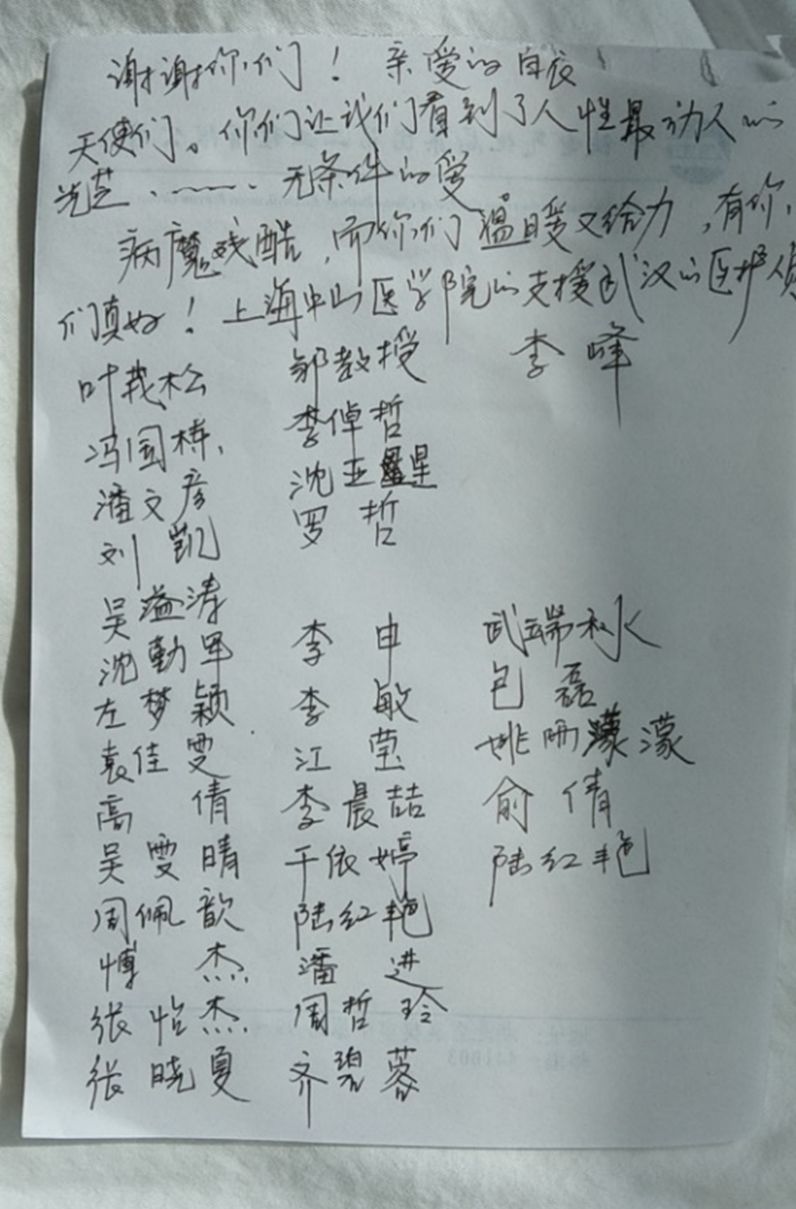 谢谢你们！亲爱的白衣
天使们。你们让我们看到了人性最动人的
光芒······无条件的爱。
病魔残酷，而你们温暖又给力，有你
们真好！上海中山医学院的支援武汉的医护
叶茂松 邹教授 李峰
冯国栋
李倬哲
潘文彦
沈亚星
刘凯
罗哲
吴溢涛
沈勤军 李申 武端秋
左梦颖 李敏 包磊
袁佳雯 江莹 姚雨濛
高倩 李晨喆 俞倩
吴雯晴 于依婷 陆红艳
周佩歆 陆红艳
傅杰 潘进
张怡杰 周哲玲
张晓夏 齐碧蓉